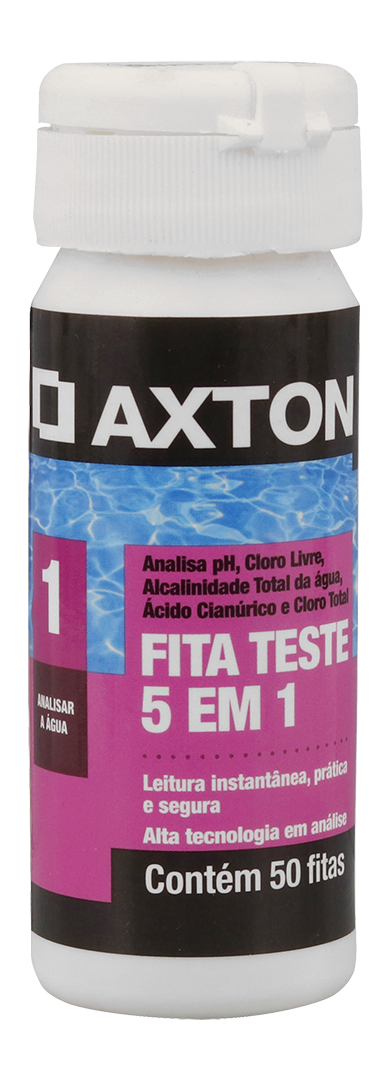 AXTON
1
ANALISAR
A ÁGUA
Analisa pH, Cloro Livre,
Alcalinidade Total da água,
Ácido Cianúrico e Cloro Total
FITA TESTE
5 EM 1
Leitura instantânea, prática
e segura
Alta tecnologia em análise
Contém 50 fitas